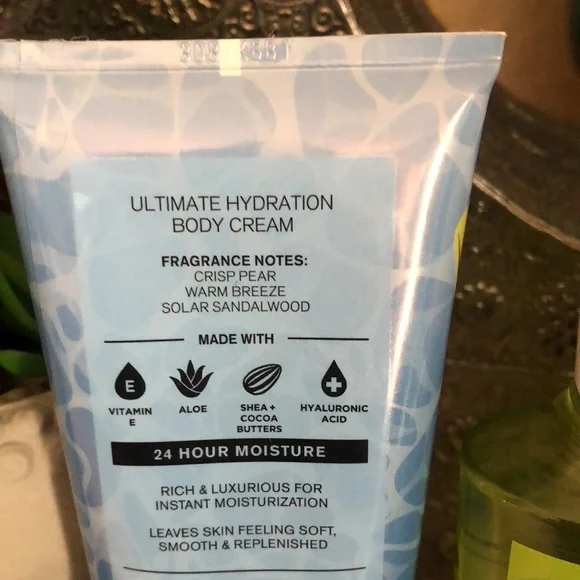 ULTIMATE HYDRATION
BODY CREAM
FRAGRANCE NOTES:
CRISP PEAR
WARM BREEZE
SOLAR SANDALWOOD
MADE WITH
E
VITAMIN
E
ALOE
SHEA +
COCOA
BUTTERS
HYALURONIC
ACID
24 HOUR MOISTURE
RICH & LUXURIOUS FOR
INSTANT MOISTURIZATION
LEAVES SKIN FEELING SOFT,
SMOOTH & REPLENISHED